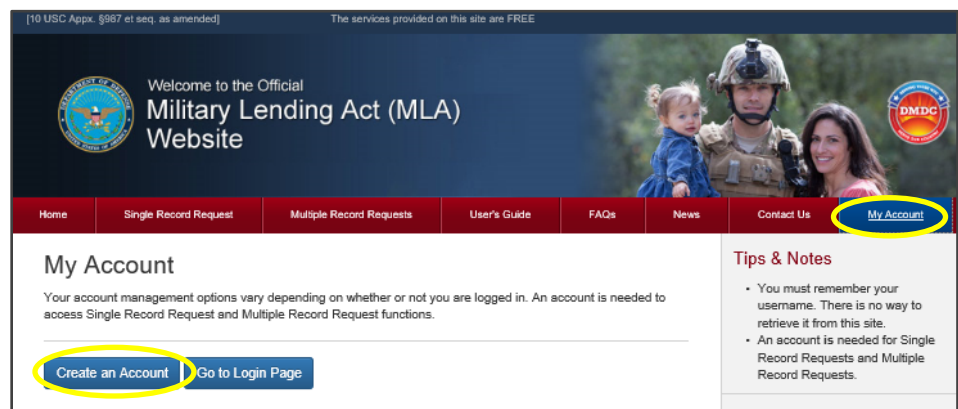 [10 USC Appx. §987 et seq. as amended] The services provided on this site are FREE
Welcome to the Official
Military Lending Act (MLA)
Website
DMDC
Home Single Record Request Multiple Record Requests User's Guide FAQs News Contact Us My Account
My Account
Your account management options vary depending on whether or not you are logged in. An account is needed to
access Single Record Request and Multiple Record Request functions.
Create an Account Go to Login Page
Tips & Notes
• You must remember your
username. There is no way to
retrieve it from this site.
• An account is needed for Single
Record Requests and Multiple
Record Requests.